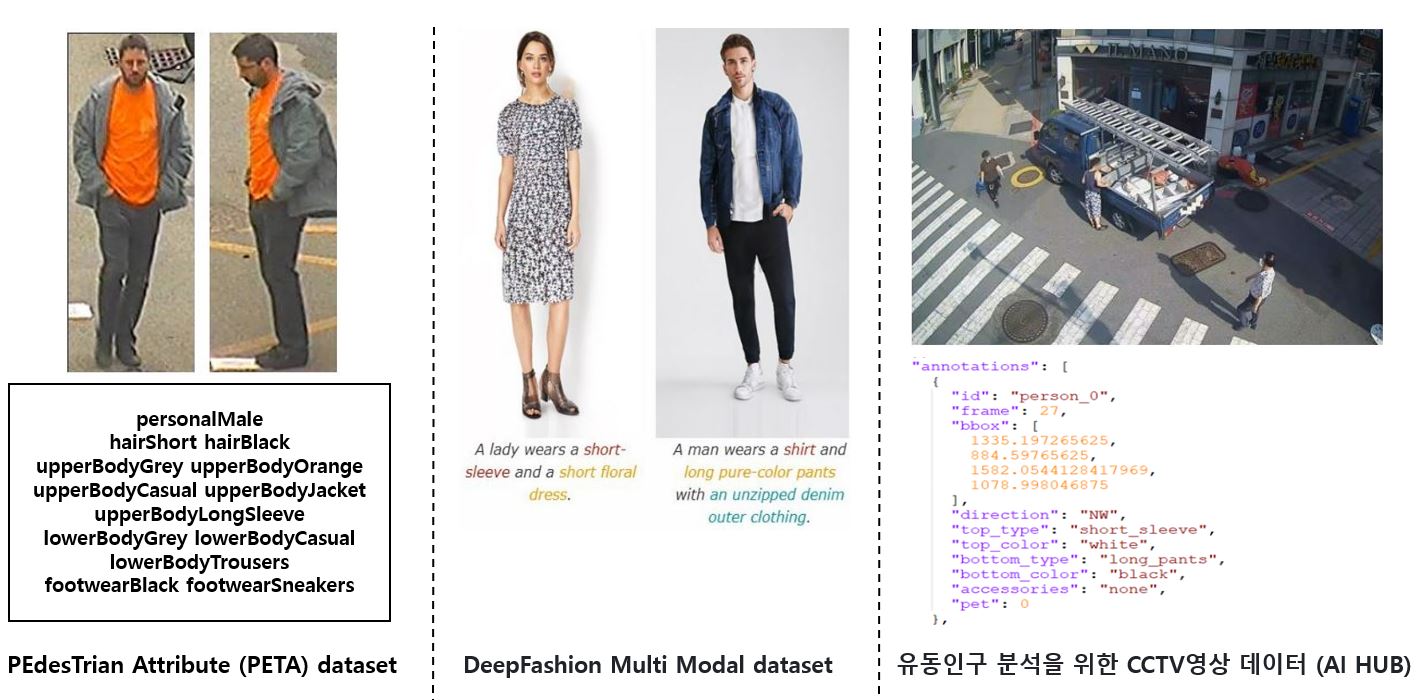 personalMale
hairShort hairBlack
upperBodyGrey upperBodyOrange
upperBodyCasual upperBodyJacket
upperBodyLongSleeve
lowerBodyGrey lowerBodyCasual
lowerBodyTrousers
footwearBlack footwearSneakers
PEdesTrian Attribute (PETA) dataset
A lady wears a short-
sleeve and a short floral
dress.
A man wears a shirt and
long pure-color pants
with an unzipped denim
outer clothing.
DeepFashion Multi Modal dataset
ILMANO
"annotations": [
{
"id": "person_0",
"frame": 27,
"bbox": [
1335.197265625,
884.59765625,
1582.0544128417969,
1078.998046875
],
"direction": "NW",
"top_type": "short_sleeve",
"top_color": "white",
"bottom_type": "long_pants",
"bottom_color": "black",
"accessories": "none",
"pet": 0
},
유동인구 분석을 위한 CCTV영상 데이터 (AI HUB)